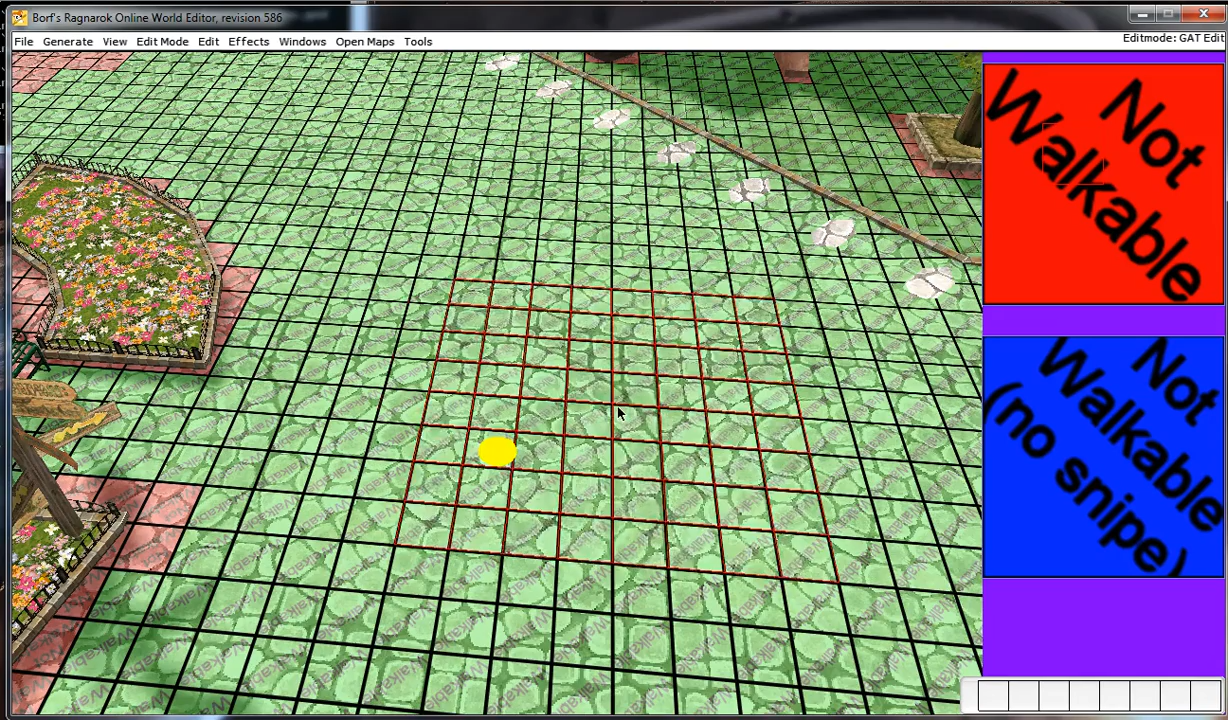 Borf's Ragnarok Online World Editor, revision 586
File Generate View Edit Mode Edit Effects Windows Open Maps Tools
Editmode: GAT Edit
Not
Walkable
Not
Walkable
(no snipe)